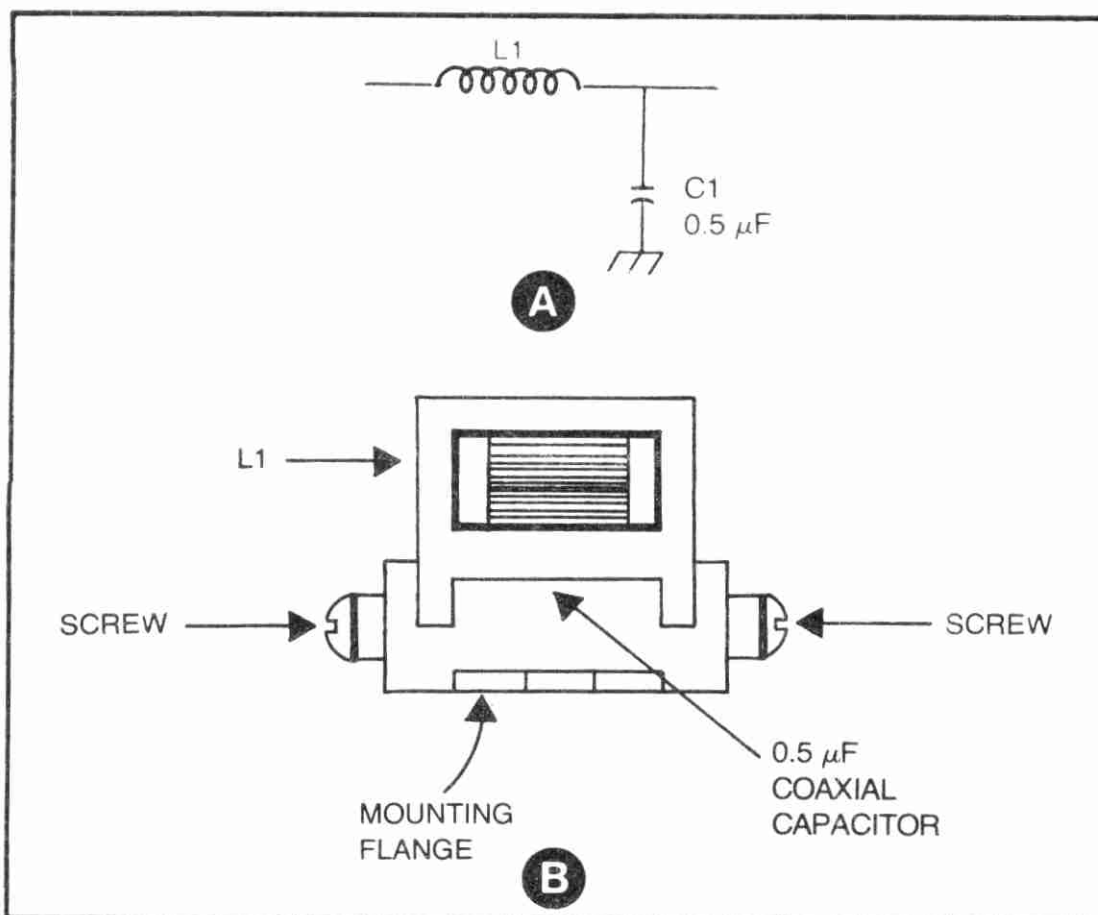 L1
C1
0.5 μF
A
L1
SCREW
SCREW
0.5 μF
COAXIAL
CAPACITOR
MOUNTING
FLANGE
B